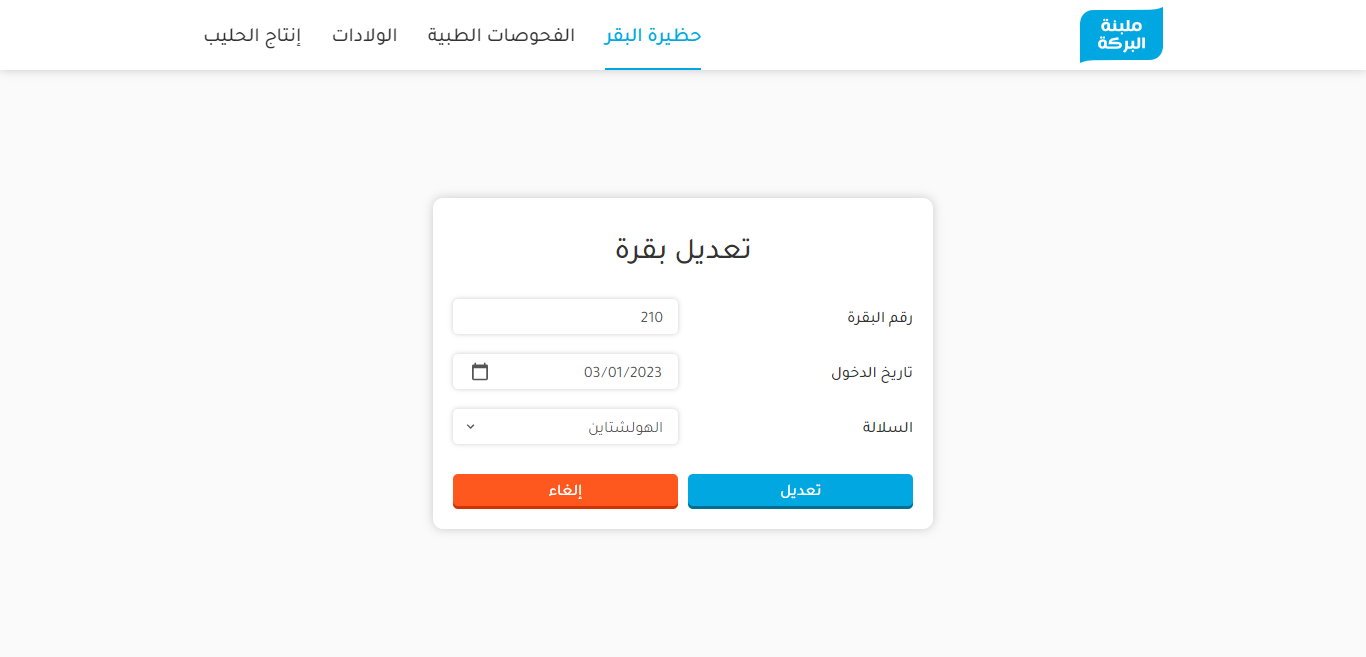 ملبنة
البركة
حظيرة البقر
الفحوصات الطبية
الولادات
إنتاج الحليب
تعديل بقرة
رقم البقرة
210
تاريخ الدخول
03/01/2023
السلالة
الهولشتاين
تعديل
إلغاء